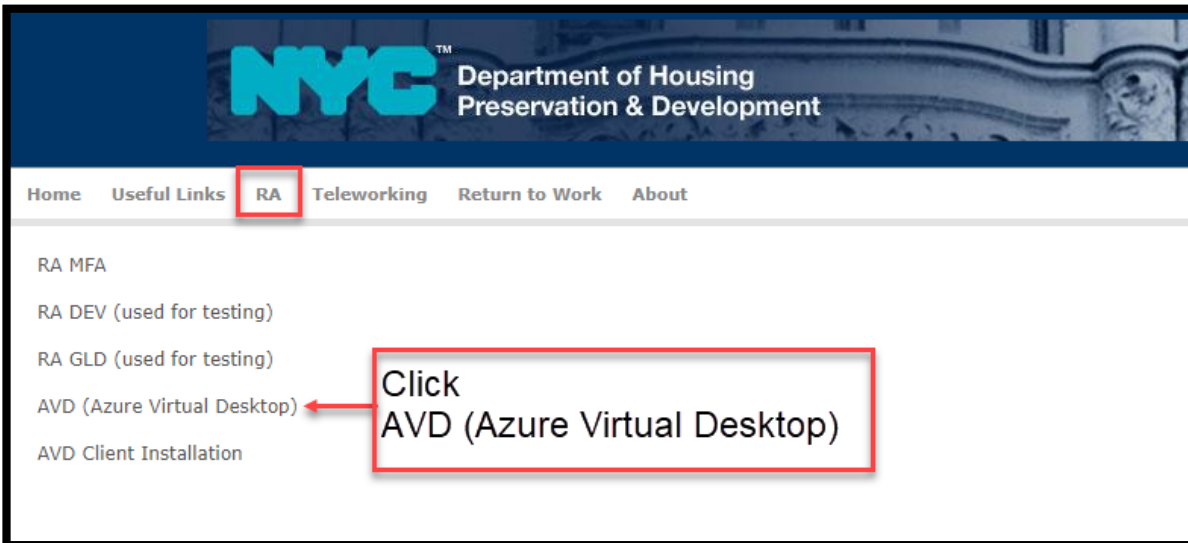 NYC™
Department of Housing
Preservation & Development
Home Useful Links RA Teleworking Return to Work About
RA MFA
RA DEV (used for testing)
RA GLD (used for testing)
AVD (Azure Virtual Desktop)
AVD Client Installation
Click
AVD (Azure Virtual Desktop)